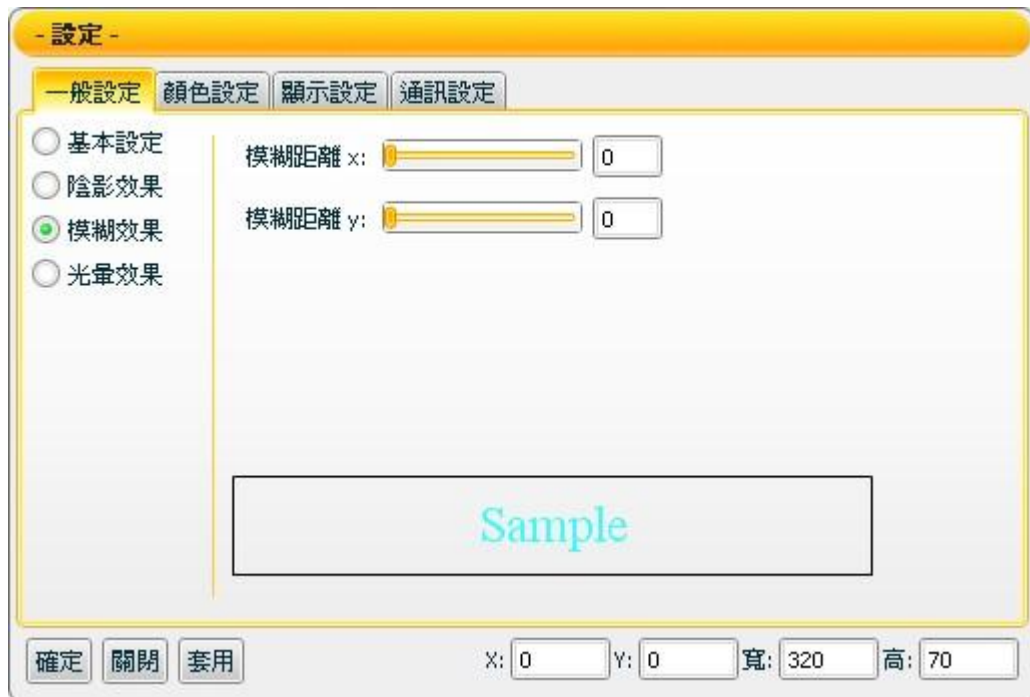 - 設定 -
一般設定 顏色設定 顯示設定 通訊設定
基本設定
陰影效果
模糊效果
光暈效果
模糊距離 x: 0
模糊距離 y: 0
Sample
確定 關閉 套用 X: 0 Y: 0 寬: 320 高: 70